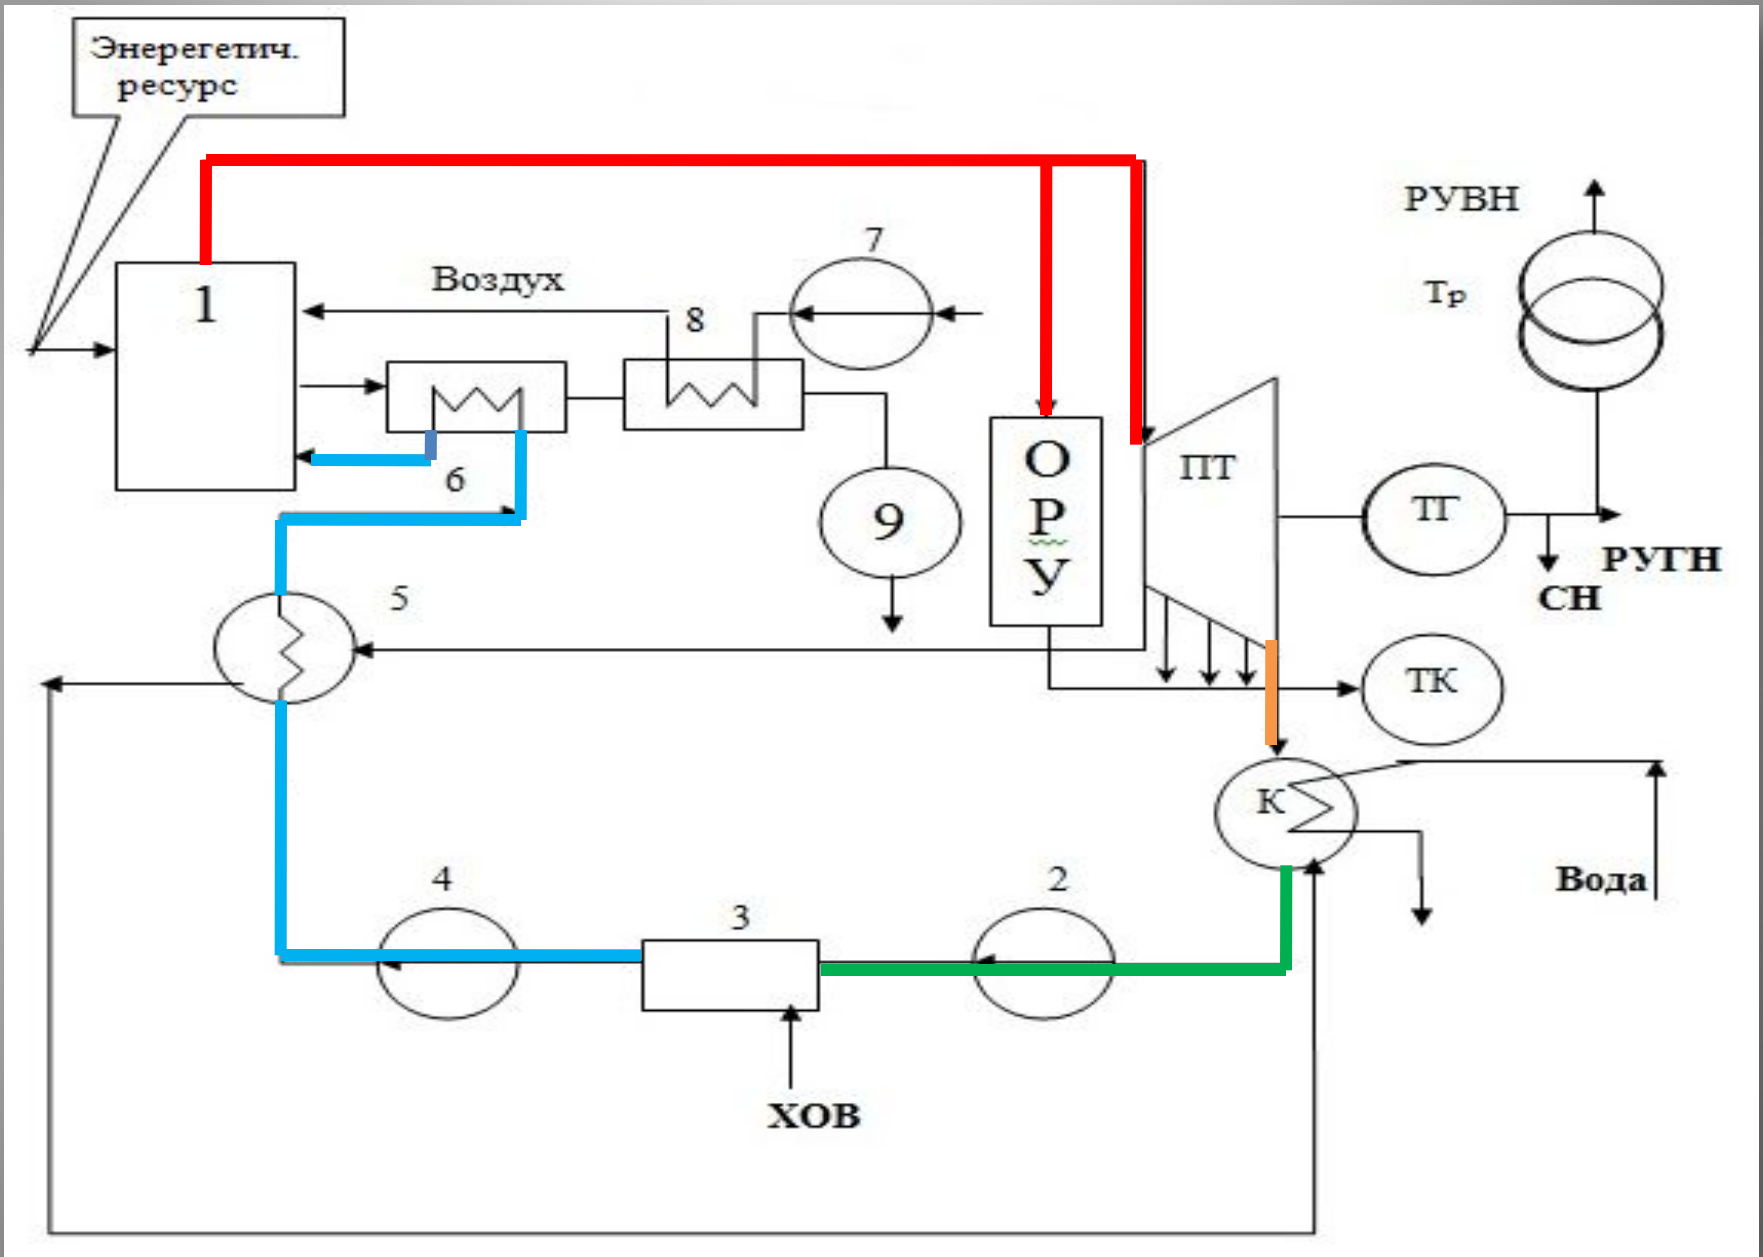 Энерегетич.
ресурс
РУВН
Тр
7
Воздух
8
1
О
Р
У
ПТ
6
9
ТГ
РУГН
СН
5
ТК
К
Вода
4
3
2
ХОВ